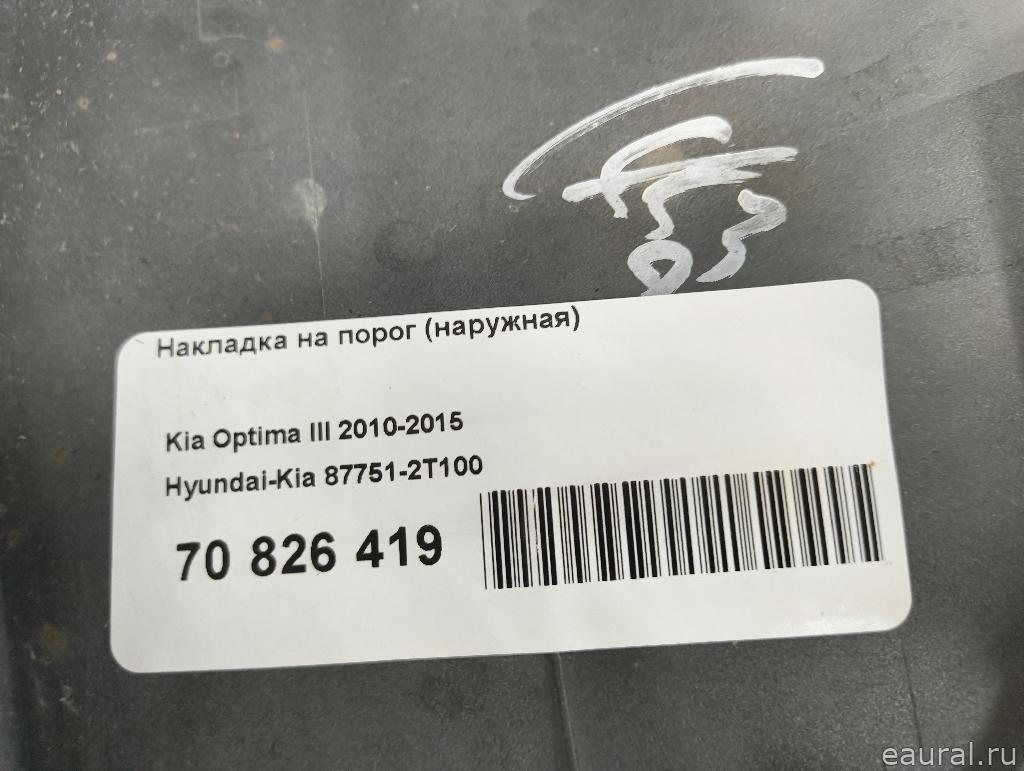 Накладка на порог (наружная)
Kia Optima III 2010-2015
Hyundai-Kia 87751-2T100
70 826 419
eaural.ru